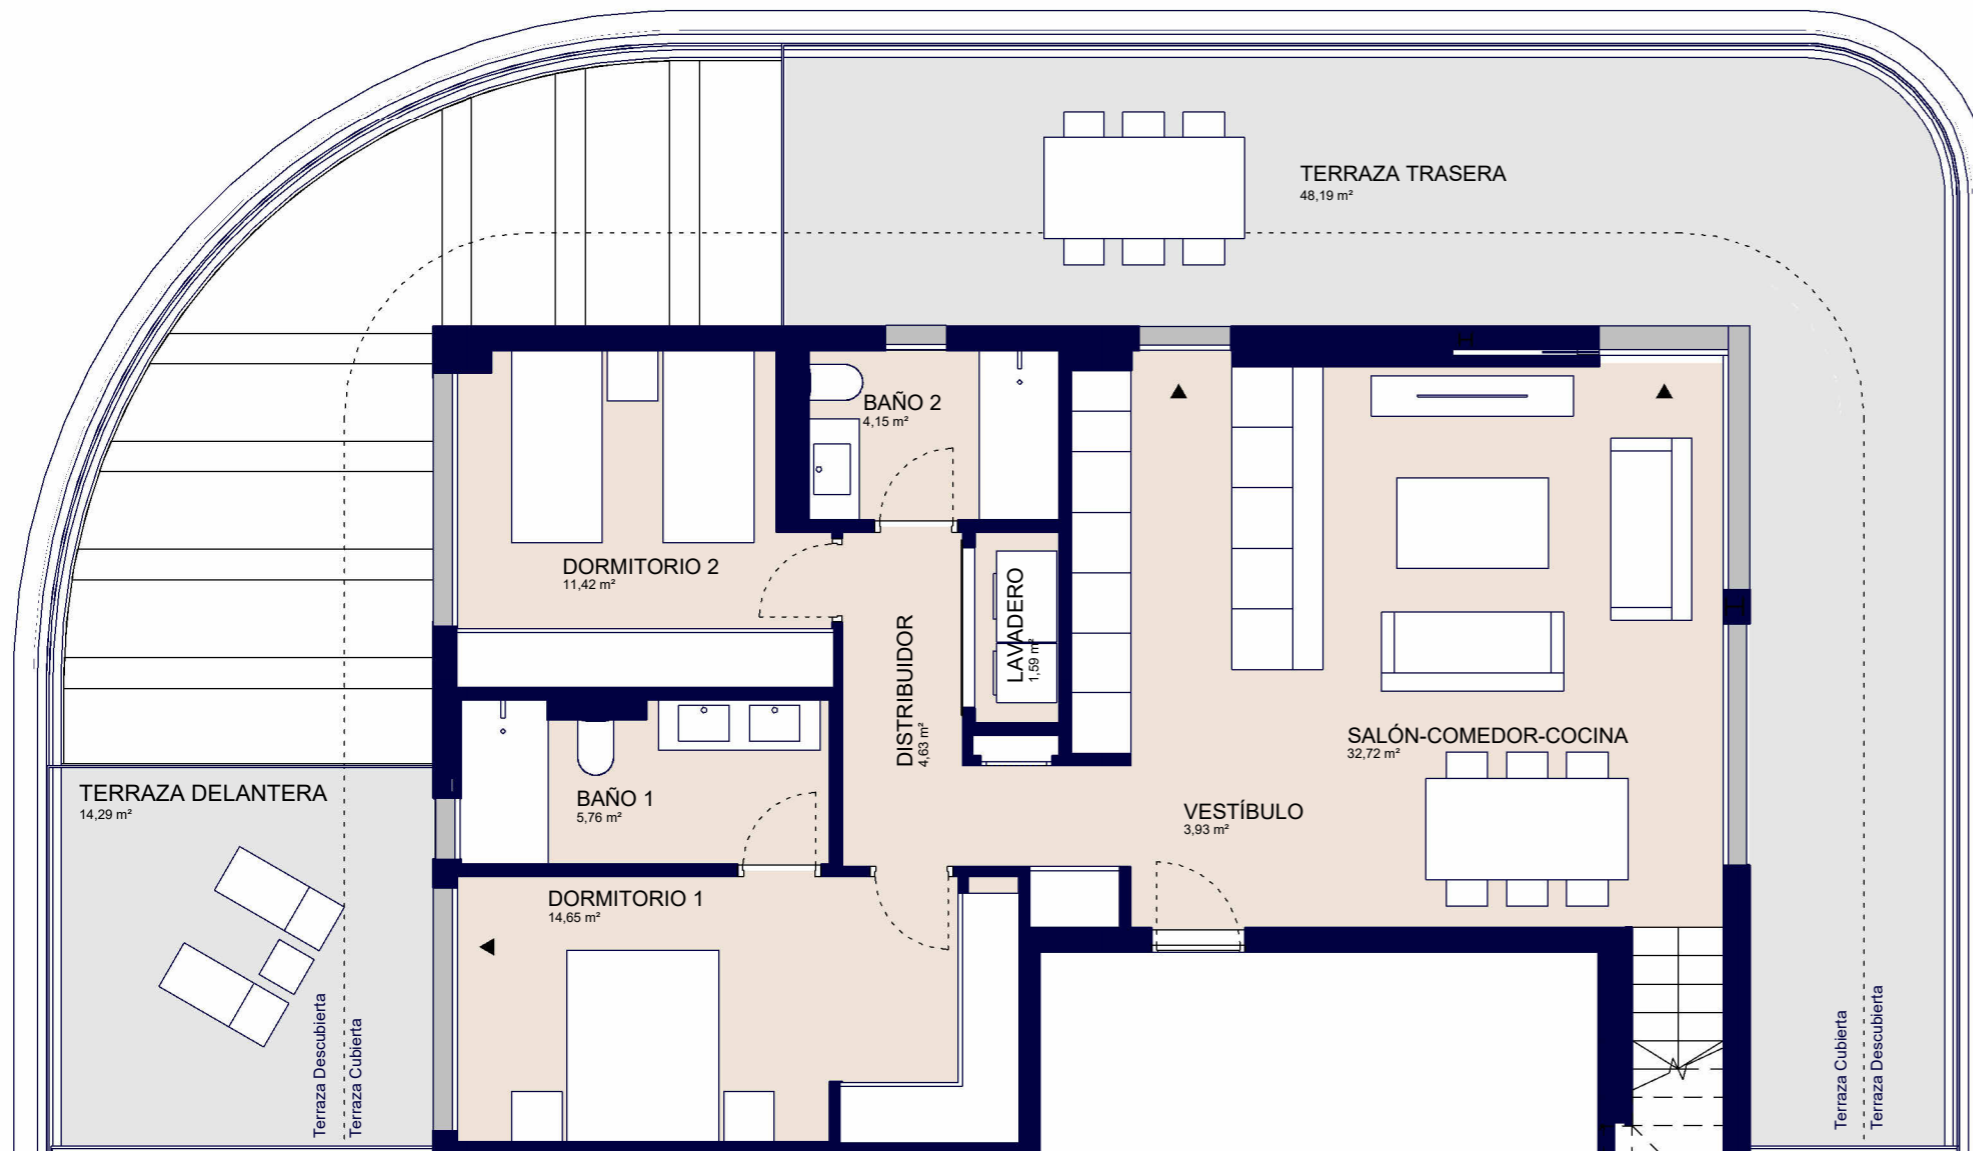 TERRAZA TRASERA
48,19 m²
BAÑO 2
4,15 m²
DORMITORIO 2
11,42 m²
LAVADERO
1,59 m²
DISTRIBUIDOR
4,63 m²
SALÓN-COMEDOR-COCINA
32,72 m²
TERRAZA DELANTERA
14,29 m²
BAÑO 1
5,76 m²
VESTÍBULO
3,93 m²
DORMITORIO 1
14,65 m²
Terraza Descubierta
Terraza Cubierta
Terraza Cubierta
Terraza Descubierta